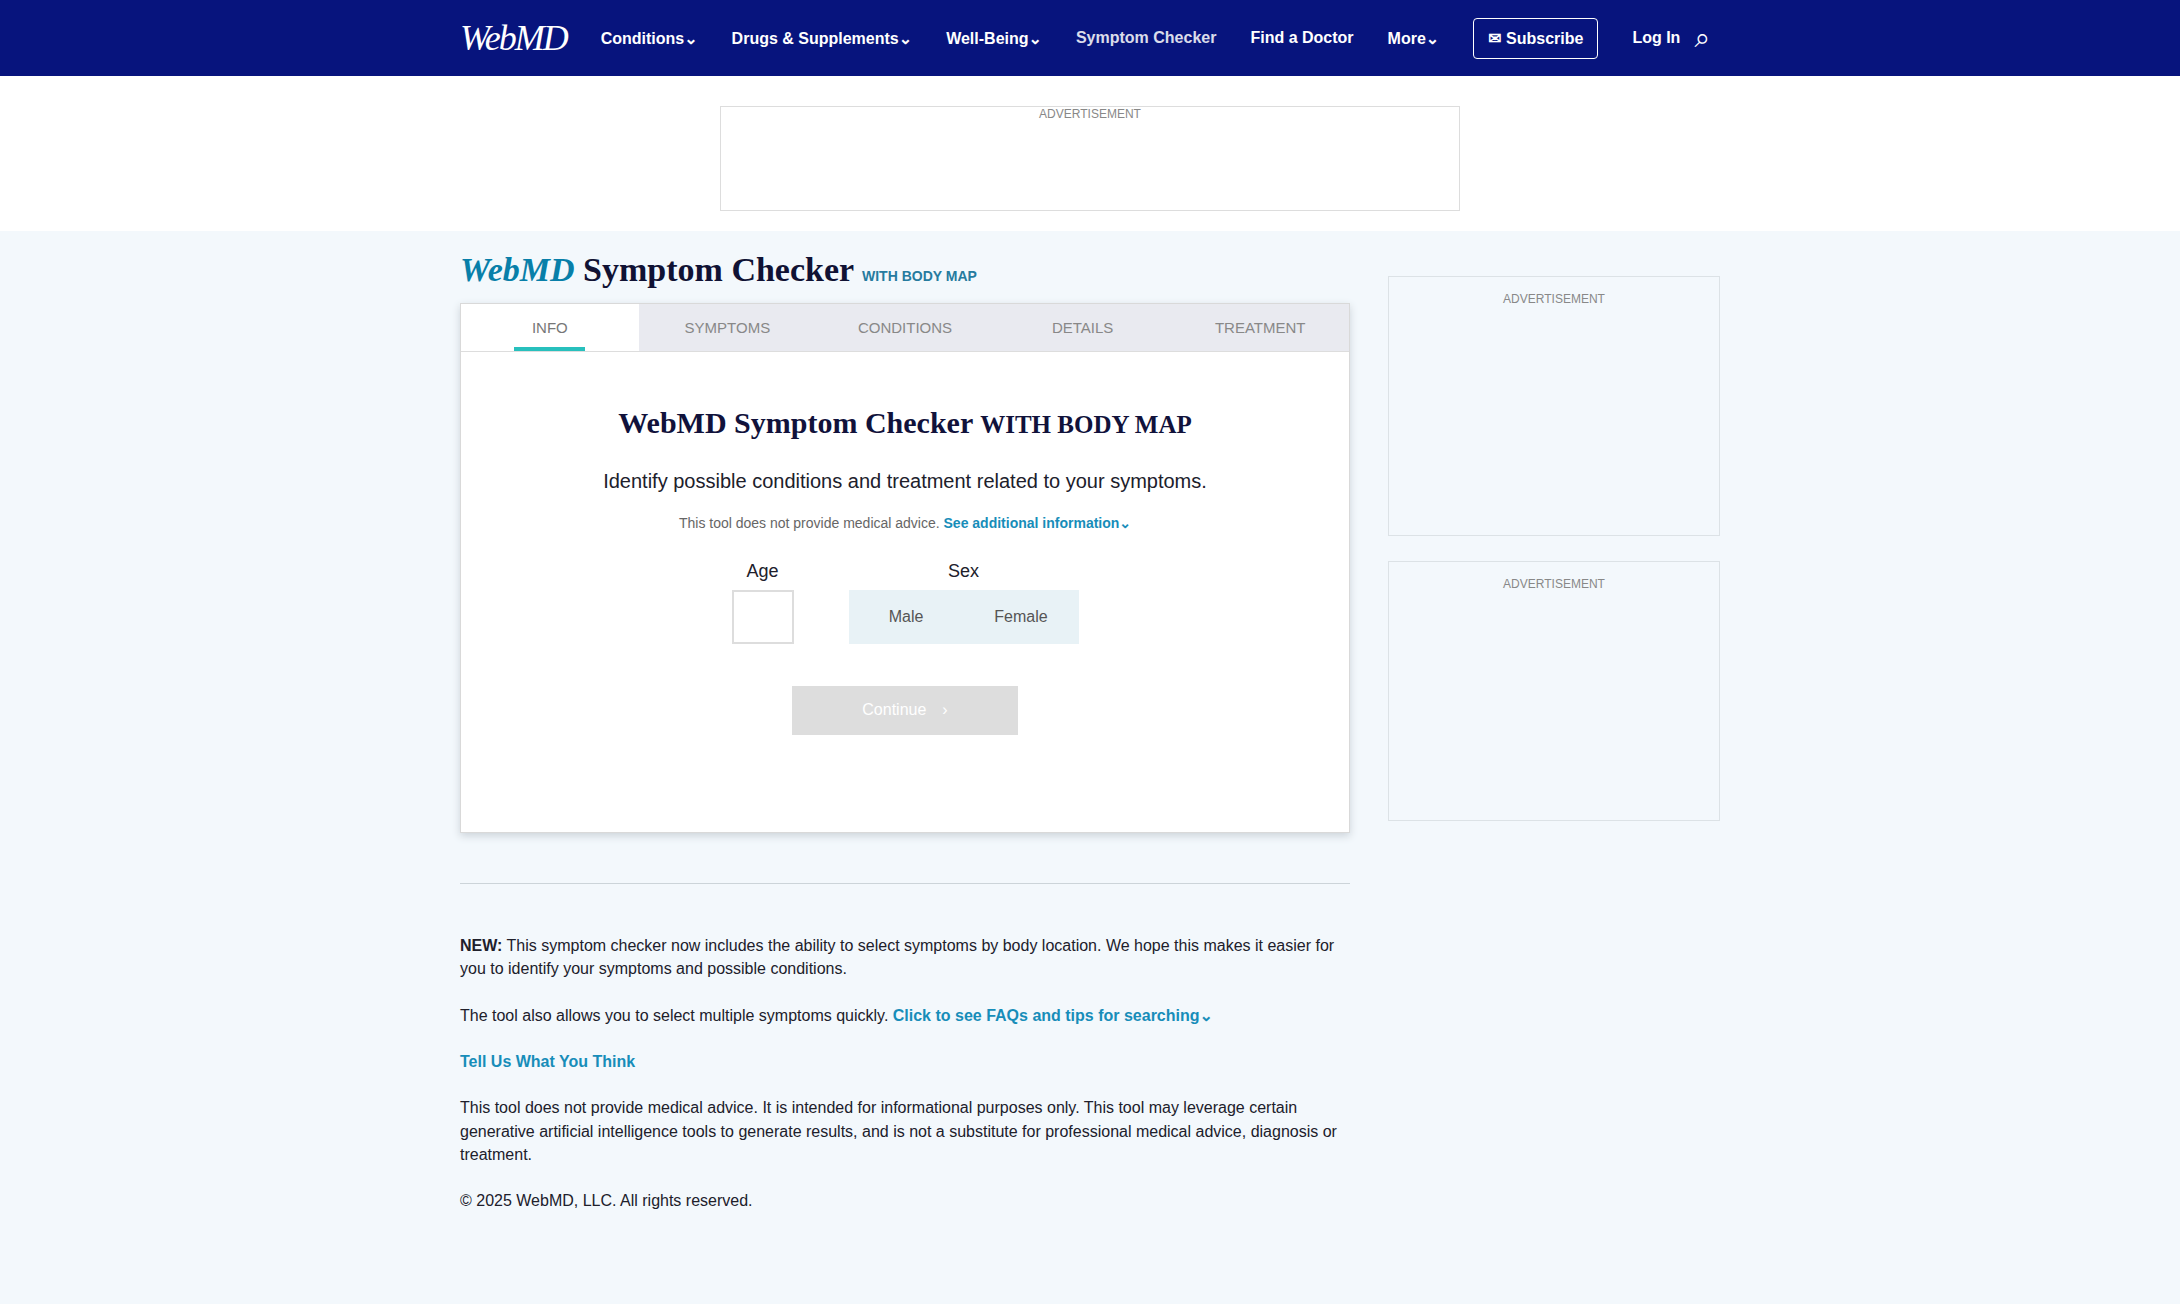 WebMD Conditions Drugs & Supplements Well-Being Symptom Checker Find a Doctor More ✉ Subscribe Log In
ADVERTISEMENT
WebMD Symptom Checker WITH BODY MAP
INFO SYMPTOMS CONDITIONS DETAILS TREATMENT
WebMD Symptom Checker WITH BODY MAP
Identify possible conditions and treatment related to your symptoms.
This tool does not provide medical advice. See additional information
Age Sex
Male Female
Continue ›
ADVERTISEMENT
ADVERTISEMENT
NEW: This symptom checker now includes the ability to select symptoms by body location. We hope this makes it easier for
you to identify your symptoms and possible conditions.
The tool also allows you to select multiple symptoms quickly. Click to see FAQs and tips for searching
Tell Us What You Think
This tool does not provide medical advice. It is intended for informational purposes only. This tool may leverage certain
generative artificial intelligence tools to generate results, and is not a substitute for professional medical advice, diagnosis or
treatment.
© 2025 WebMD, LLC. All rights reserved.